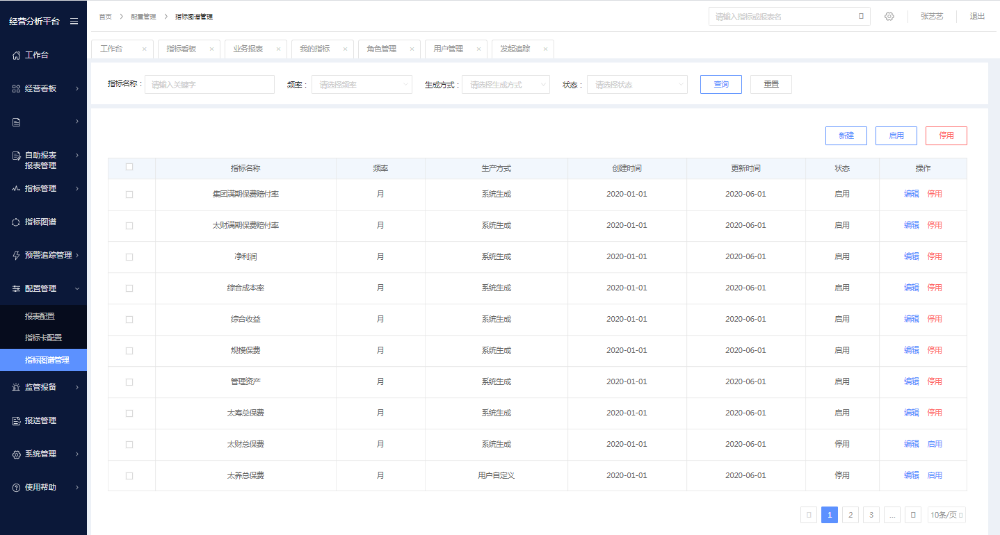 经营分析平台
首页 > 配置管理 > 指标图谱管理
请输入指标或报表名
张艺艺
退出
工作台 ×
指标看板 ×
业务报表 ×
我的指标 ×
角色管理 ×
用户管理 ×
发起追踪 ×
工作台
经营看板
自助报表
报表管理
指标管理
指标图谱
预警追踪管理
配置管理
报表配置
指标卡配置
指标图谱管理
监管报备
报送管理
系统管理
使用帮助
指标名称： 请输入关键字 频率： 请选择频率 生成方式： 请选择生成方式 状态： 请选择状态 查询 重置
新建 启用 停用
指标名称 频率 生产方式 创建时间 更新时间 状态 操作
集团满期保费赔付率 月 系统生成 2020-01-01 2020-06-01 启用 编辑 停用
太财满期保费赔付率 月 系统生成 2020-01-01 2020-06-01 启用 编辑 停用
净利润 月 系统生成 2020-01-01 2020-06-01 启用 编辑 停用
综合成本率 月 系统生成 2020-01-01 2020-06-01 启用 编辑 停用
综合收益 月 系统生成 2020-01-01 2020-06-01 启用 编辑 停用
规模保费 月 系统生成 2020-01-01 2020-06-01 启用 编辑 停用
管理资产 月 系统生成 2020-01-01 2020-06-01 启用 编辑 停用
太寿总保费 月 系统生成 2020-01-01 2020-06-01 启用 编辑 停用
太财总保费 月 系统生成 2020-01-01 2020-06-01 停用 编辑 启用
太养总保费 月 用户自定义 2020-01-01 2020-06-01 停用 编辑 启用
1 2 3 ... 10条/页